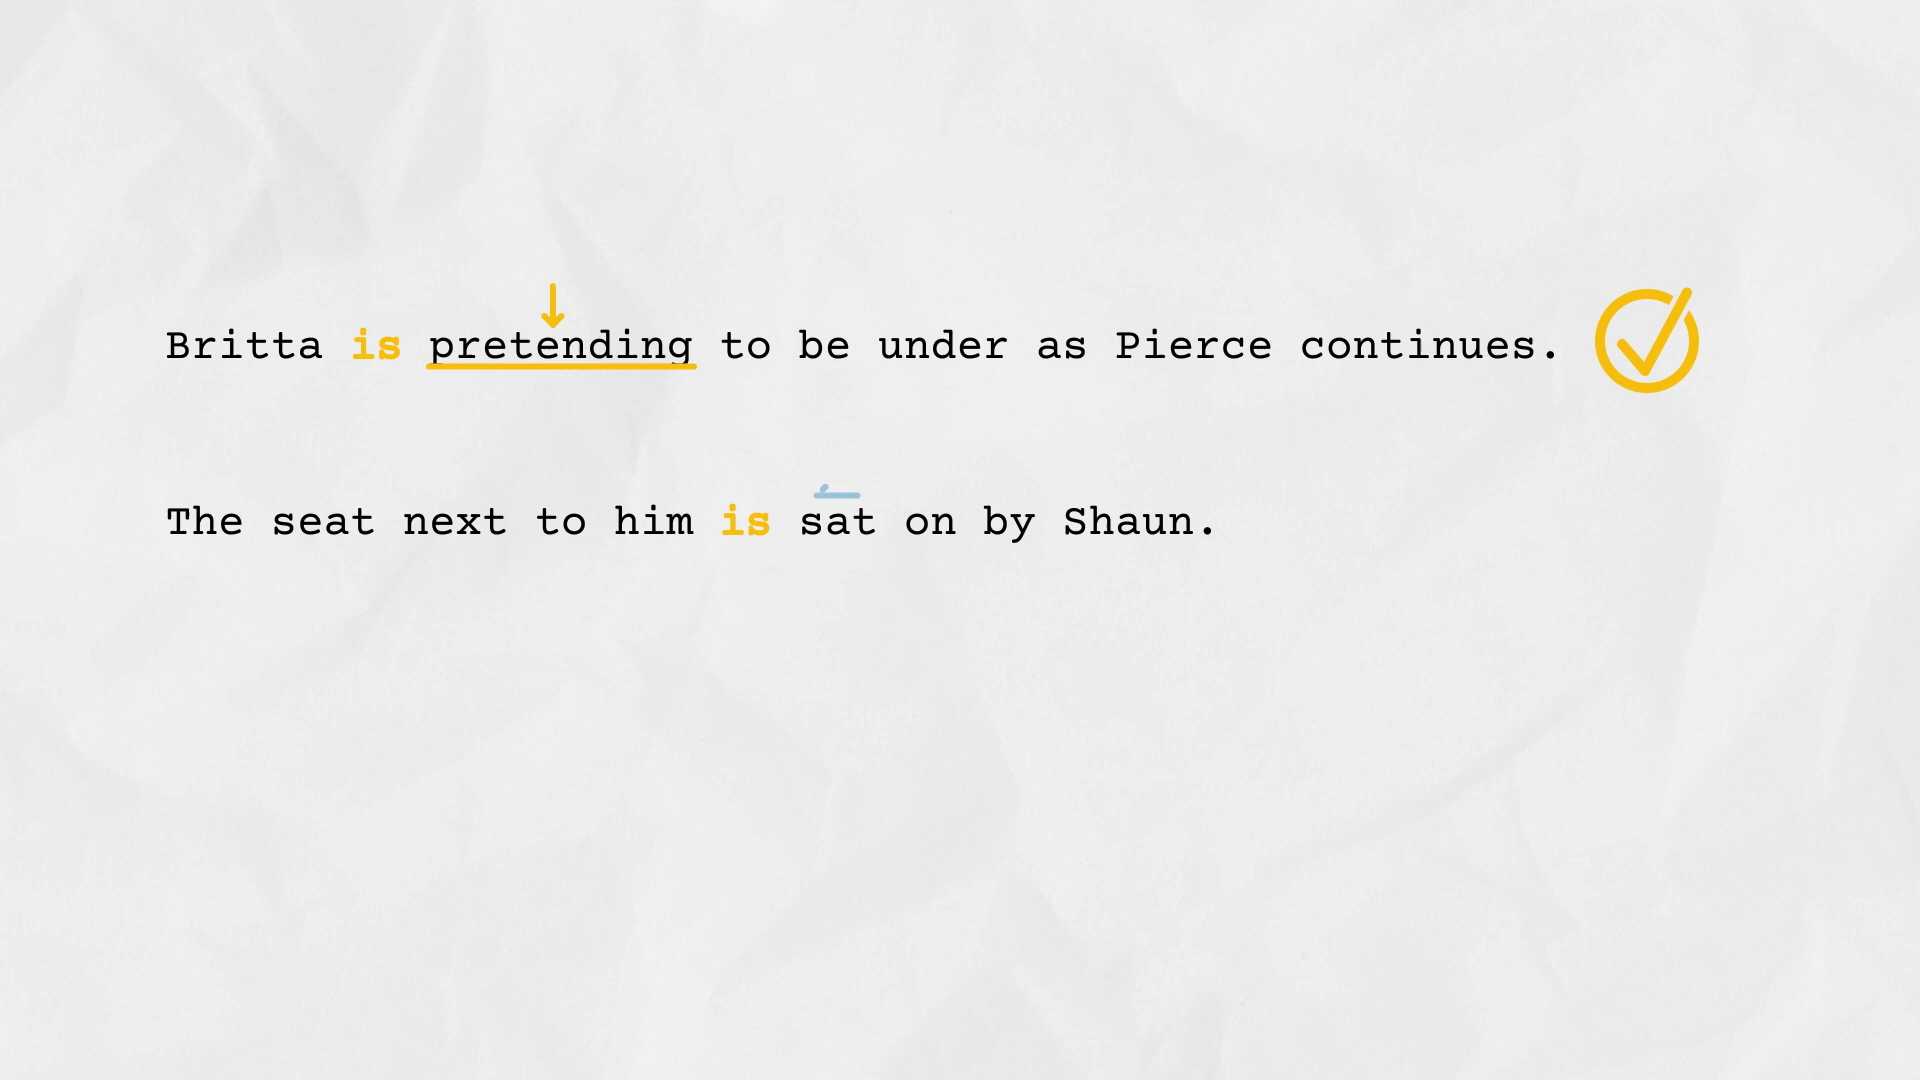 Britta is pretending to be under as Pierce continues.
The seat next to him is sat on by Shaun.